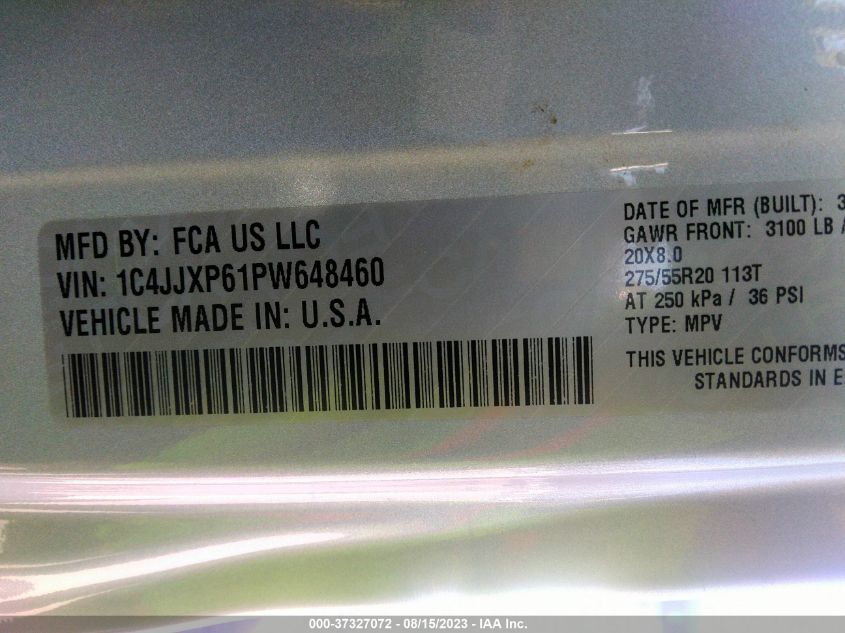 MFD BY: FCA US LLC
VIN: 1C4JJXP61PW648460
VEHICLE MADE IN: U.S.A.
DATE OF MFR (BUILT): 3
GAWR FRONT: 3100 LB
20X8.0
275/55R20 113T
AT 250 kPa / 36 PSI
TYPE: MPV
THIS VEHICLE CONFORMS
STANDARDS IN E
000-37327072 - 08/15/2023 - IAA Inc.